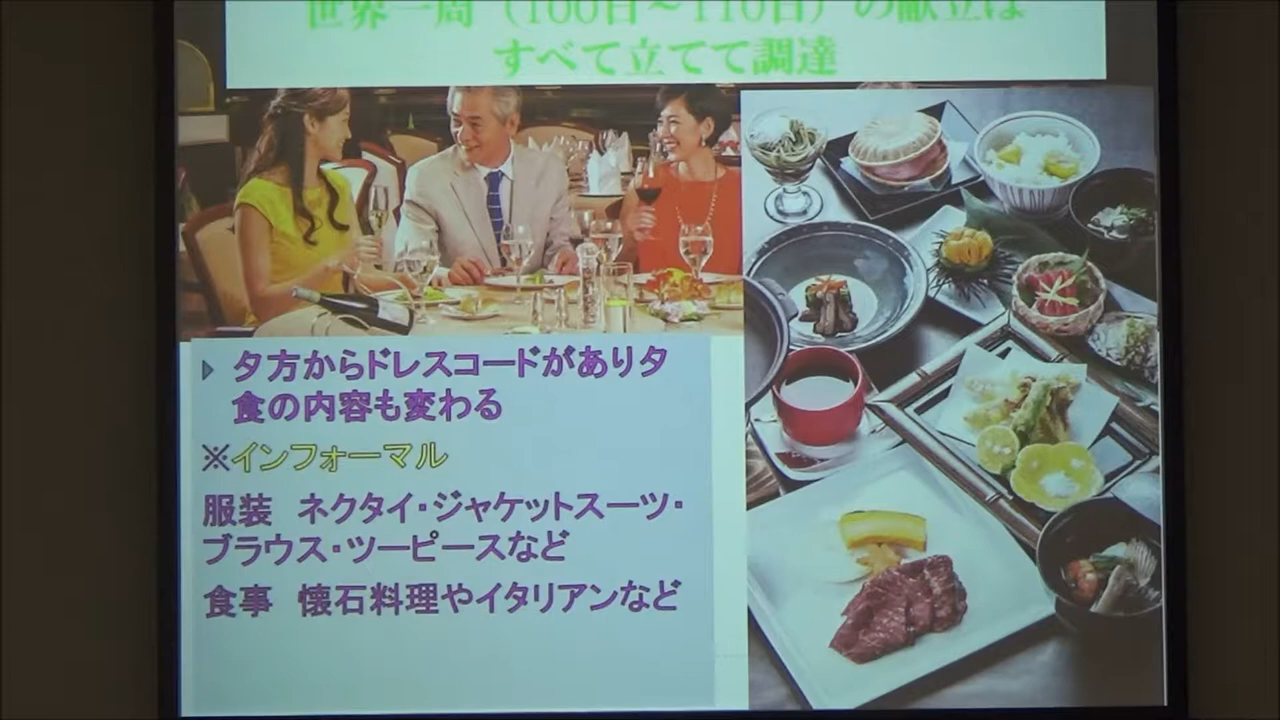 世界一周（100日～110日）の献立は
すべて立てて調達
夕方からドレスコードがあり夕
食の内容も変わる
※インフォーマル
服装　ネクタイ・ジャケットスーツ・
ブラウス・ツーピースなど
食事　懐石料理やイタリアンなど